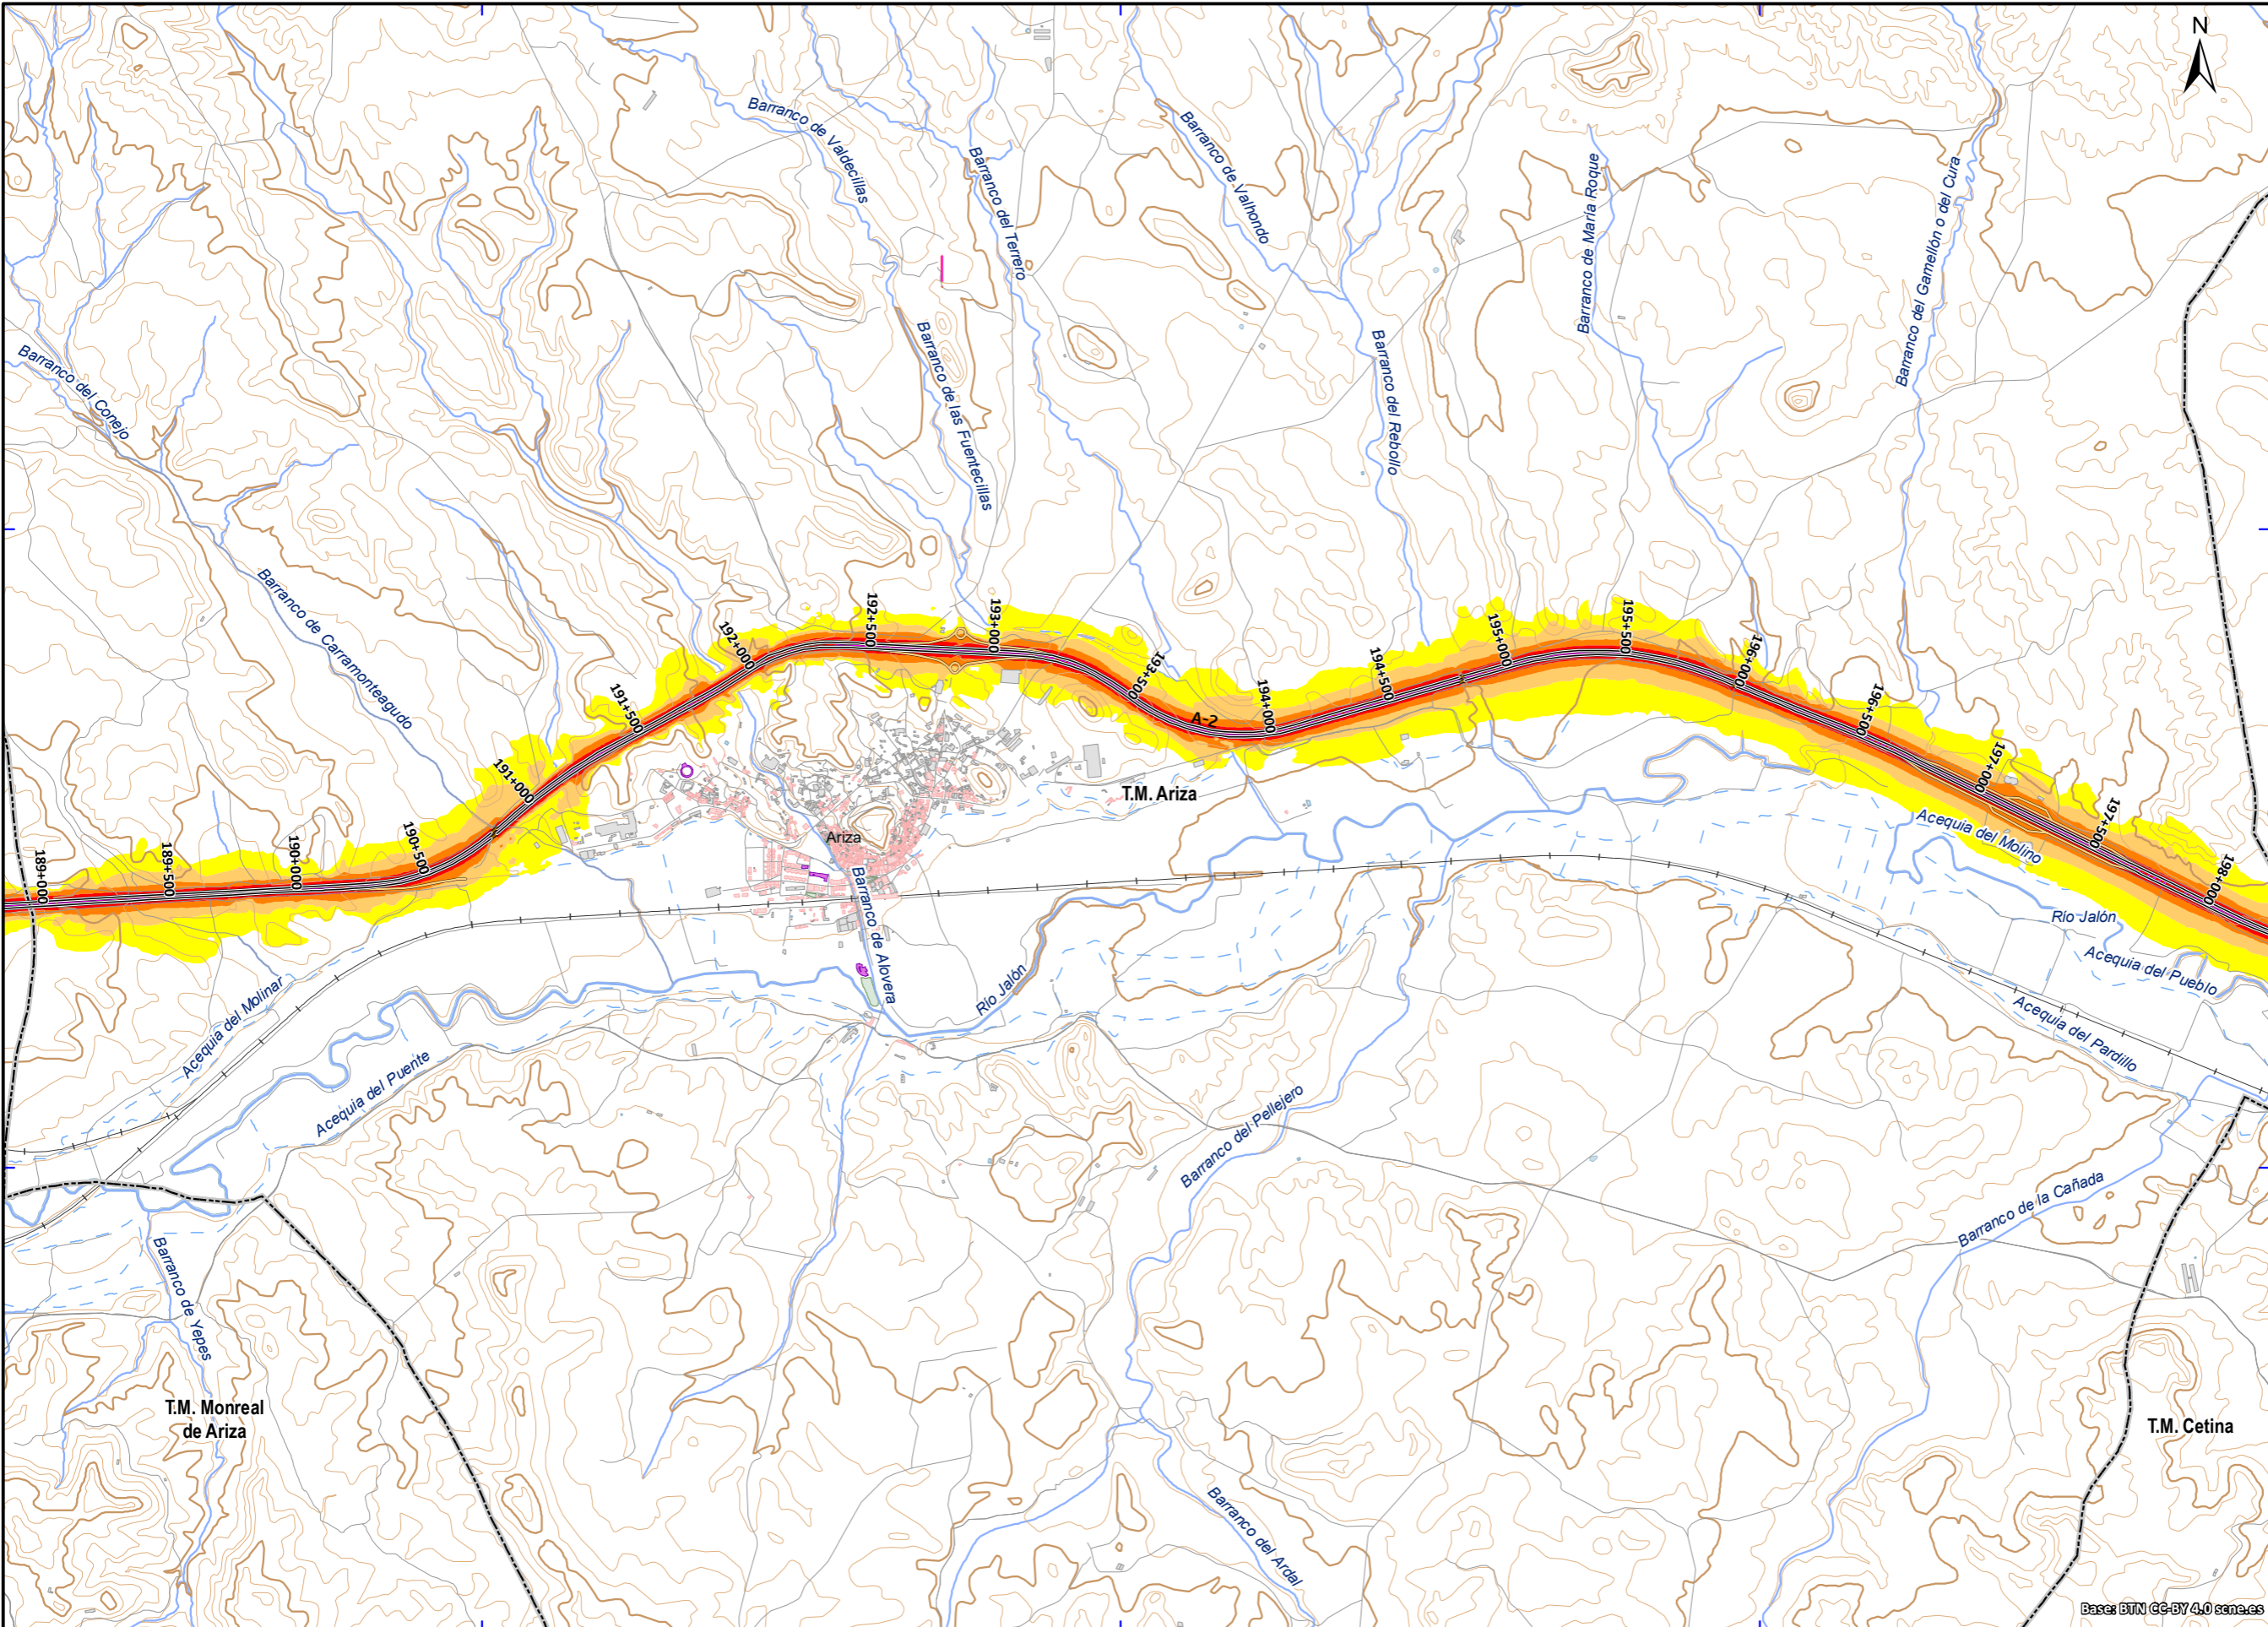 N
Barranco de Valdecillas
Barranco del Terrero
Barranco de Valhondo
Barranco de María Roque
Barranco del Gamellón o del Cura
Barranco del Conejo
Barranco de las Fuentecillas
Barranco del Rebollo
Barranco de Carramonteagudo
189+000
189+500
190+000
190+500
191+000
191+500
192+000
192+500
193+000
193+500
A-2
194+000
194+500
195+000
195+500
196+000
196+500
197+000
197+500
198+000
T.M. Ariza
Ariza
Acequia del Molino
Barranco de Alovera
Río Jalón
Río Jalón
Acequia del Pueblo
Acequia del Molinar
Acequia del Pardillo
Acequia del Puente
Barranco del Pellejero
Barranco de la Cañada
Barranco de Yepes
T.M. Monreal
de Ariza
T.M. Cetina
Barranco del Ardal
Base: BTN CC-BY 4.0 scne.es